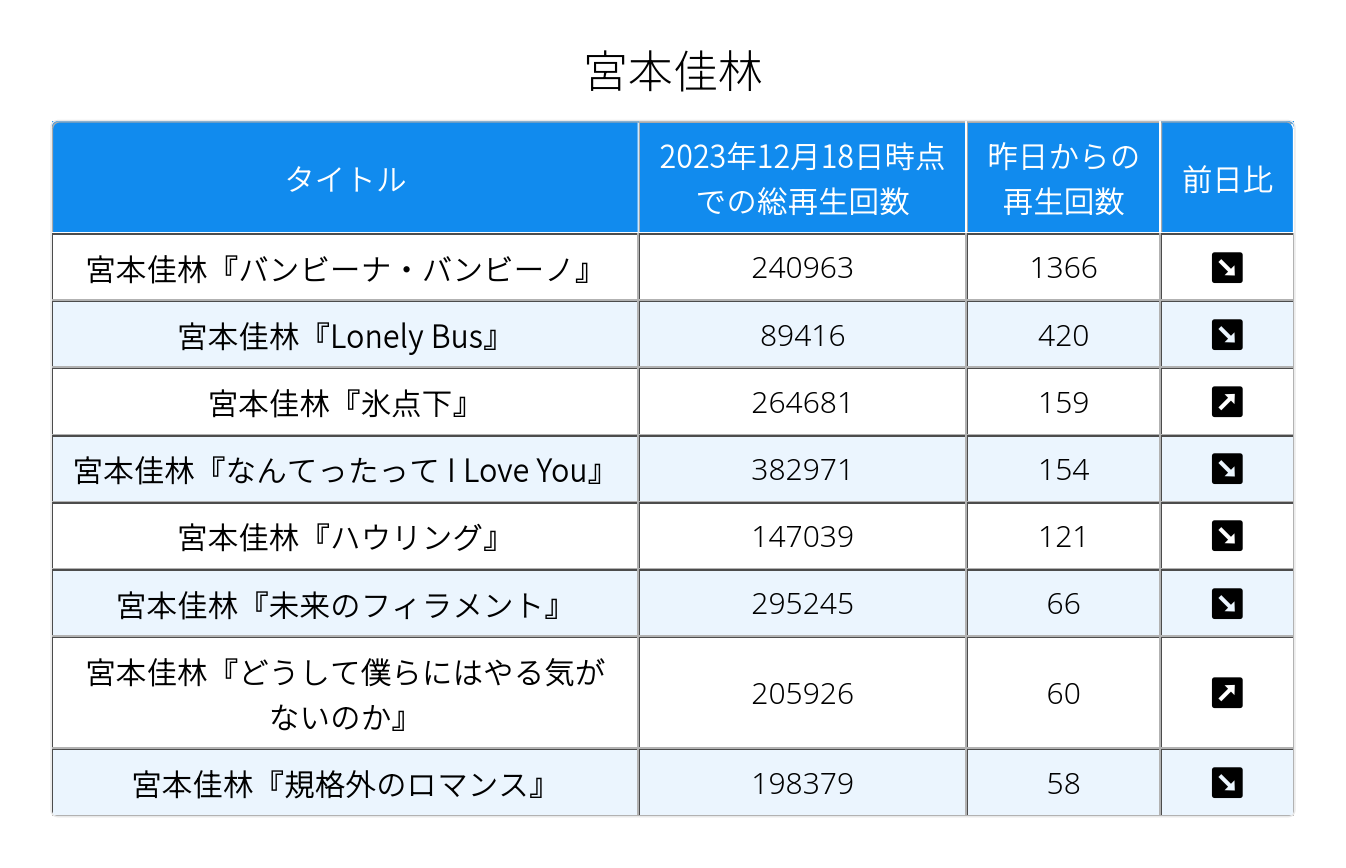 宮本佳林
タイトル
2023年12月18日時点
での総再生回数
昨日からの
再生回数
前日比
宮本佳林『バンビーナ・バンビーノ』 240963 1366 ↘
宮本佳林『Lonely Bus』 89416 420 ↘
宮本佳林『氷点下』 264681 159 ↗
宮本佳林『なんてったって I Love You』 382971 154 ↘
宮本佳林『ハウリング』 147039 121 ↘
宮本佳林『未来のフィラメント』 295245 66 ↘
宮本佳林『どうして僕らにはやる気が
ないのか』 205926 60 ↗
宮本佳林『規格外のロマンス』 198379 58 ↘